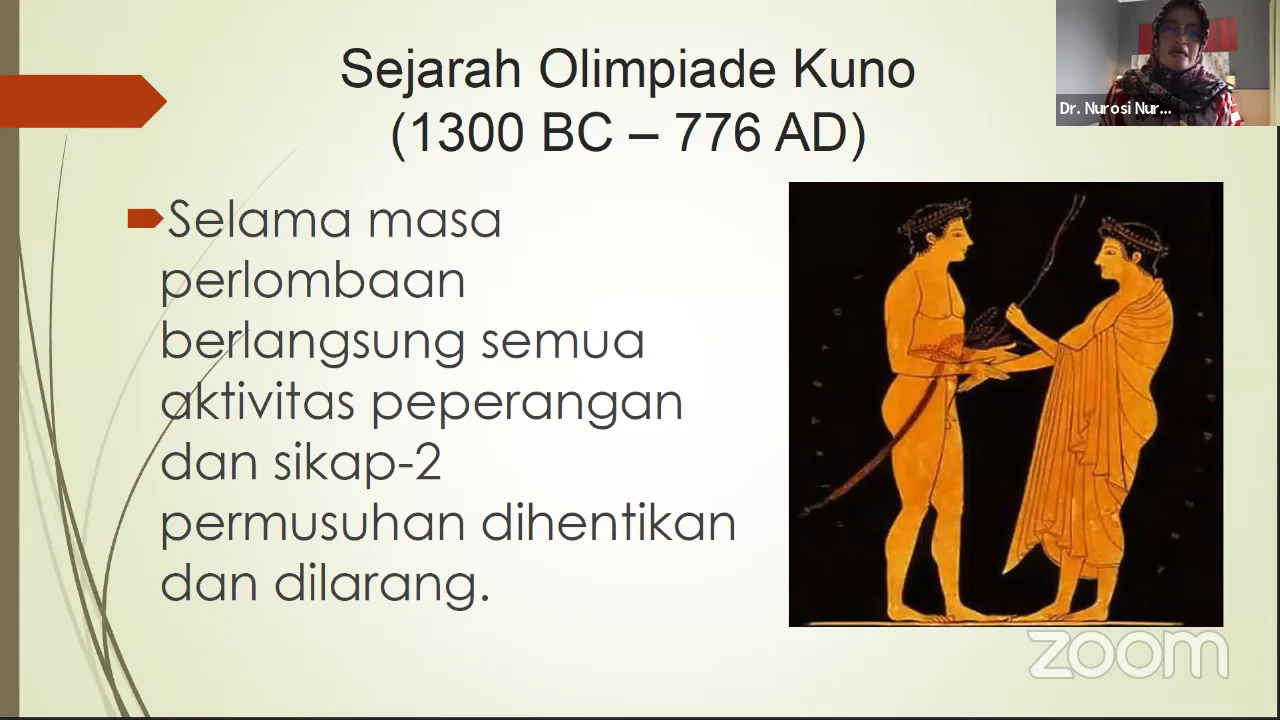 Sejarah Olimpiade Kuno
(1300 BC – 776 AD)
Dr. Nurosi Nur...
Selama masa
perlombaan
berlangsung semua
aktivitas peperangan
dan sikap-2
permusuhan dihentikan
dan dilarang.
zoom